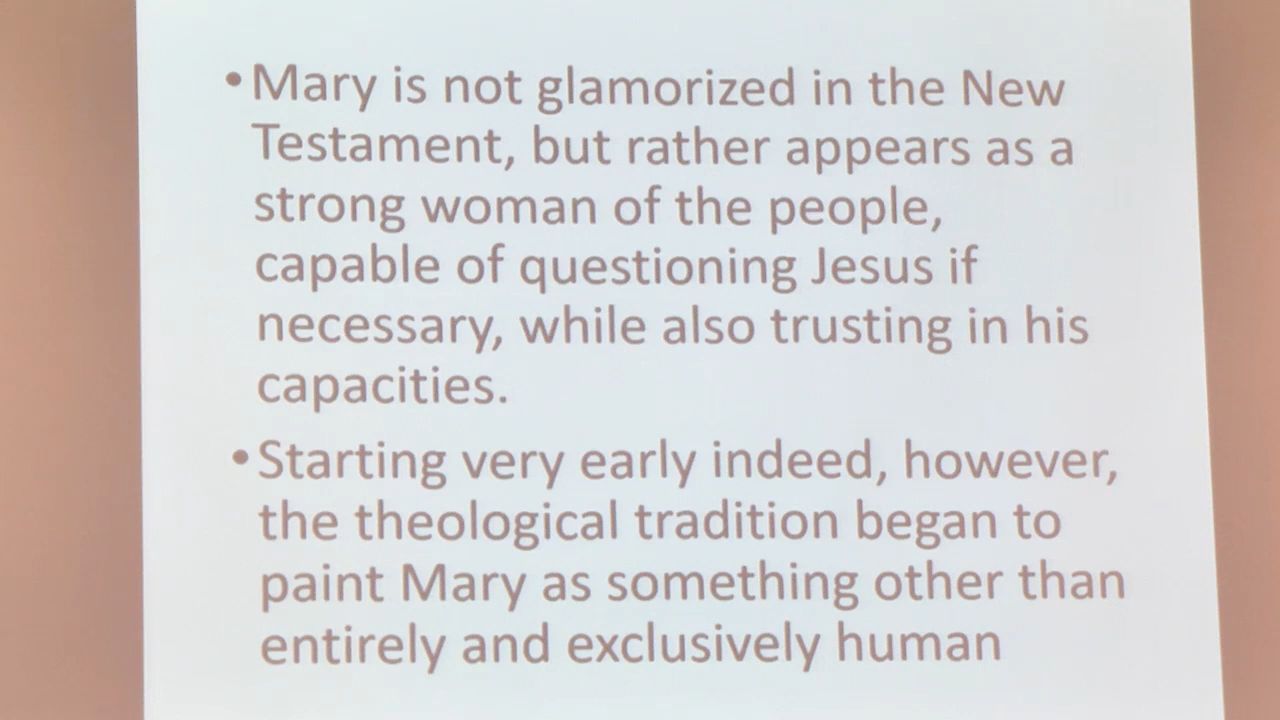 • Mary is not glamorized in the New
Testament, but rather appears as a
strong woman of the people,
capable of questioning Jesus if
necessary, while also trusting in his
capacities.
• Starting very early indeed, however,
the theological tradition began to
paint Mary as something other than
entirely and exclusively human